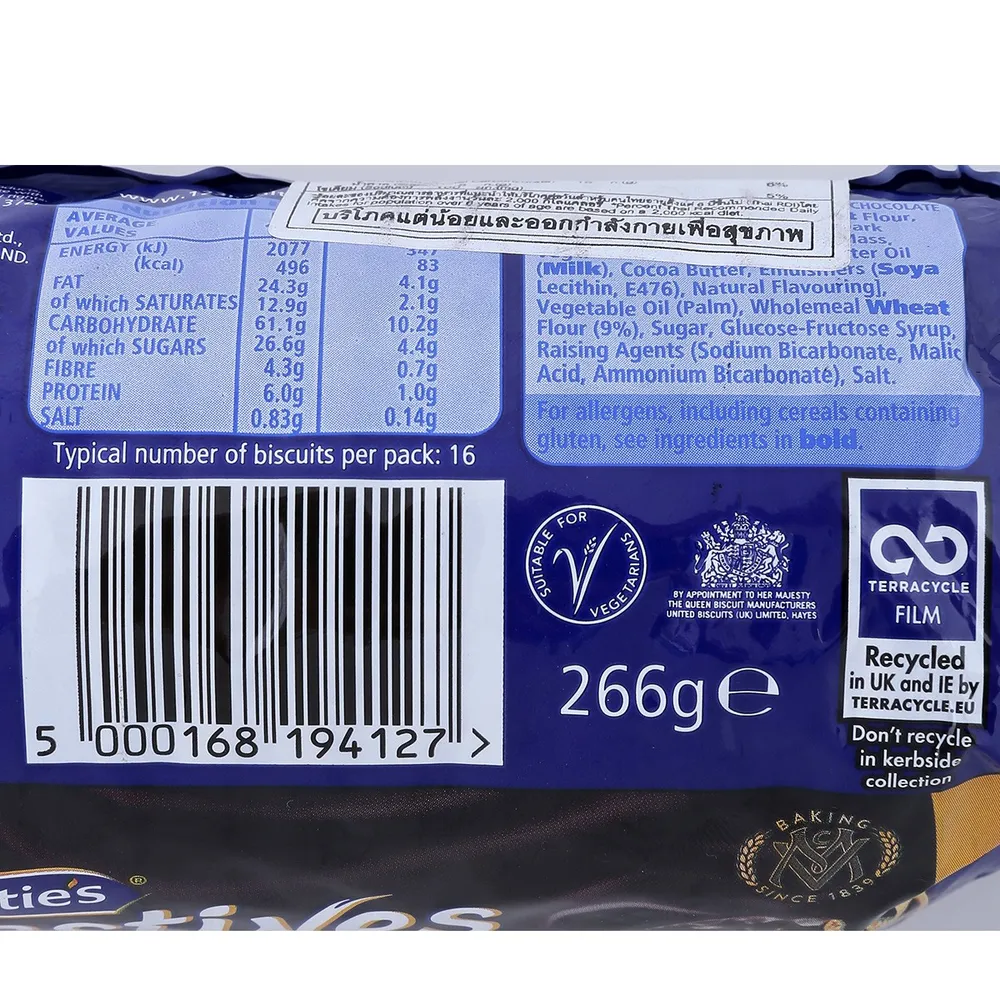 AVERAGE
VALUES
ENERGY (kJ) 2077 347
(kcal) 496 83
FAT 24.3g 4.1g
of which SATURATES 12.9g 2.1g
CARBOHYDRATE 61.1g 10.2g
of which SUGARS 26.6g 4.4g
FIBRE 4.3g 0.7g
PROTEIN 6.0g 1.0g
SALT 0.83g 0.14g
Typical number of biscuits per pack: 16
บริโภคแต่น้อยและออกกำลังกายเพื่อสุขภาพ
CHOCOLATE
Flour,
(Milk), Cocoa Butter, Emulsifiers (Soya
Lecithin, E476), Natural Flavouring],
Vegetable Oil (Palm), Wholemeal Wheat
Flour (9%), Sugar, Glucose-Fructose Syrup,
Raising Agents (Sodium Bicarbonate, Malic
Acid, Ammonium Bicarbonate), Salt.
For allergens, including cereals containing
gluten, see ingredients in bold.
5 000168 194127 >
SUITABLE FOR VEGETARIANS
BY APPOINTMENT TO HER MAJESTY
THE QUEEN BISCUIT MANUFACTURERS
UNITED BISCUITS (UK) LIMITED, HAYES
266g e
TERRACYCLE
FILM
Recycled
in UK and IE by
TERRACYCLE.EU
Don't recycle
in kerbside
collection
BAKING
SINCE 1839
tie's ®
estives